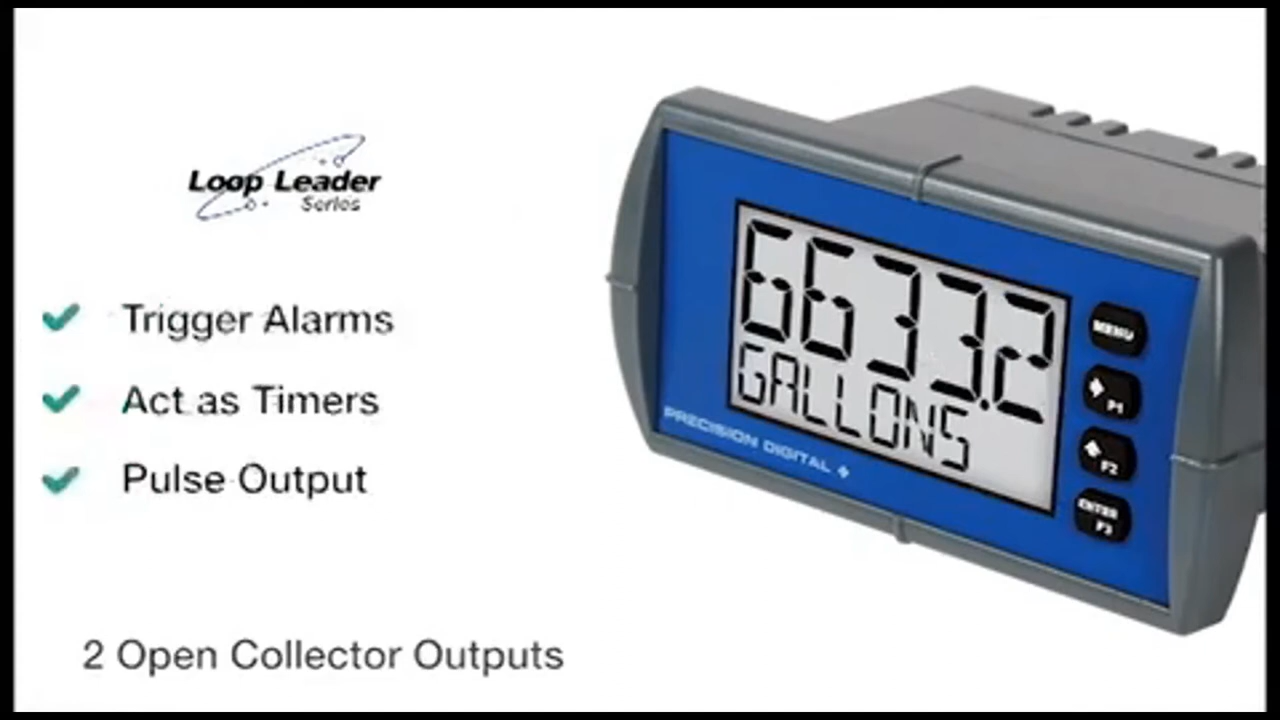 Loop Leader
Series
Trigger Alarms
Act as Timers
Pulse Output
2 Open Collector Outputs
6633.2
GALLONS
PRECISION DIGITAL
MENU
P1
F2
ENTER
F3